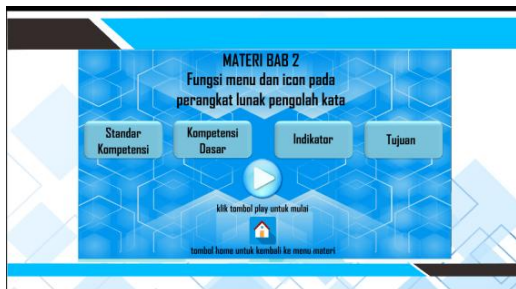 MATERI BAB 2
Fungsi menu dan icon pada
perangkat lunak pengolah kata
Standar
Kompetensi
Kompetensi
Dasar
Indikator
Tujuan
klik tombol play untuk mulai
tombol home untuk kembali ke menu materi